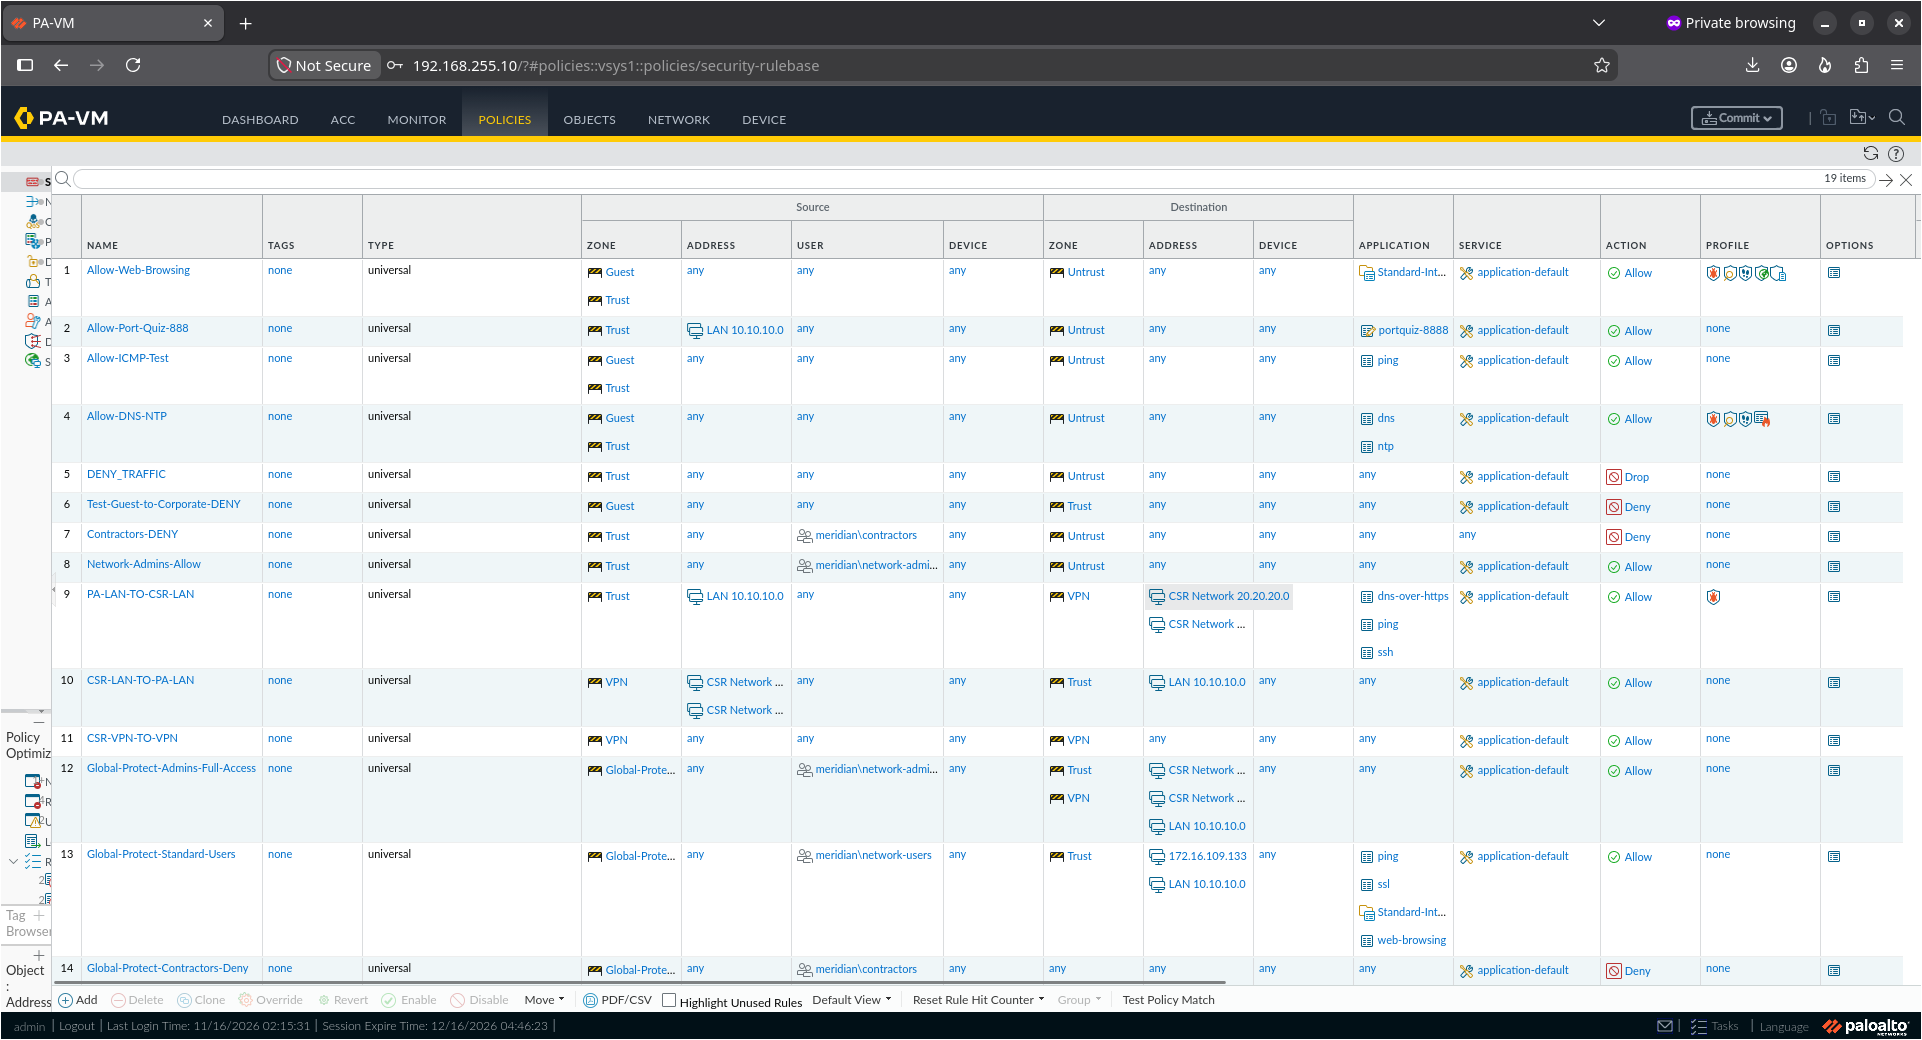 PA-VM
Private browsing
Not Secure
192.168.255.10/?#policies::vsys1::policies/security-rulebase
PA-VM DASHBOARD ACC MONITOR POLICIES OBJECTS NETWORK DEVICE Commit
19 items
Source Destination
NAME TAGS TYPE ZONE ADDRESS USER DEVICE ZONE ADDRESS DEVICE APPLICATION SERVICE ACTION PROFILE OPTIONS
1 Allow-Web-Browsing none universal Guest any any any Untrust any any Standard-Int... application-default Allow
Trust
2 Allow-Port-Quiz-888 none universal Trust LAN 10.10.10.0 any any Untrust any any portquiz-8888 application-default Allow none
3 Allow-ICMP-Test none universal Guest any any any Untrust any any ping application-default Allow none
Trust
4 Allow-DNS-NTP none universal Guest any any any Untrust any any dns application-default Allow
Trust ntp
5 DENY_TRAFFIC none universal Trust any any any Untrust any any any application-default Drop none
6 Test-Guest-to-Corporate-DENY none universal Guest any any any Trust any any any application-default Deny none
7 Contractors-DENY none universal Trust any meridian\contractors any Untrust any any any any Deny none
8 Network-Admins-Allow none universal Trust any meridian\network-admi... any Untrust any any any application-default Allow none
9 PA-LAN-TO-CSR-LAN none universal Trust LAN 10.10.10.0 any any VPN CSR Network 20.20.20.0 dns-over-https application-default Allow
CSR Network ... ping
ssh
10 CSR-LAN-TO-PA-LAN none universal VPN CSR Network ... any any Trust LAN 10.10.10.0 any any application-default Allow none
CSR Network ...
11 CSR-VPN-TO-VPN none universal VPN any any any VPN any any any application-default Allow none
12 Global-Protect-Admins-Full-Access none universal Global-Prote... any meridian\network-admi... any Trust CSR Network ... any any application-default Allow none
VPN CSR Network ...
LAN 10.10.10.0
13 Global-Protect-Standard-Users none universal Global-Prote... any meridian\network-users any Trust 172.16.109.133 any ping application-default Allow none
LAN 10.10.10.0 ssl
Standard-Int...
web-browsing
14 Global-Protect-Contractors-Deny none universal Global-Prote... any meridian\contractors any any any any any application-default Deny none
Policy
Optimiz
Tag
Browser
Object
:
Address
Add Delete Clone Override Revert Enable Disable Move PDF/CSV Highlight Unused Rules Default View Reset Rule Hit Counter Group Test Policy Match
admin | Logout | Last Login Time: 11/16/2026 02:15:31 | Session Expire Time: 12/16/2026 04:46:23 | | Tasks | Language paloalto
NETWORKS